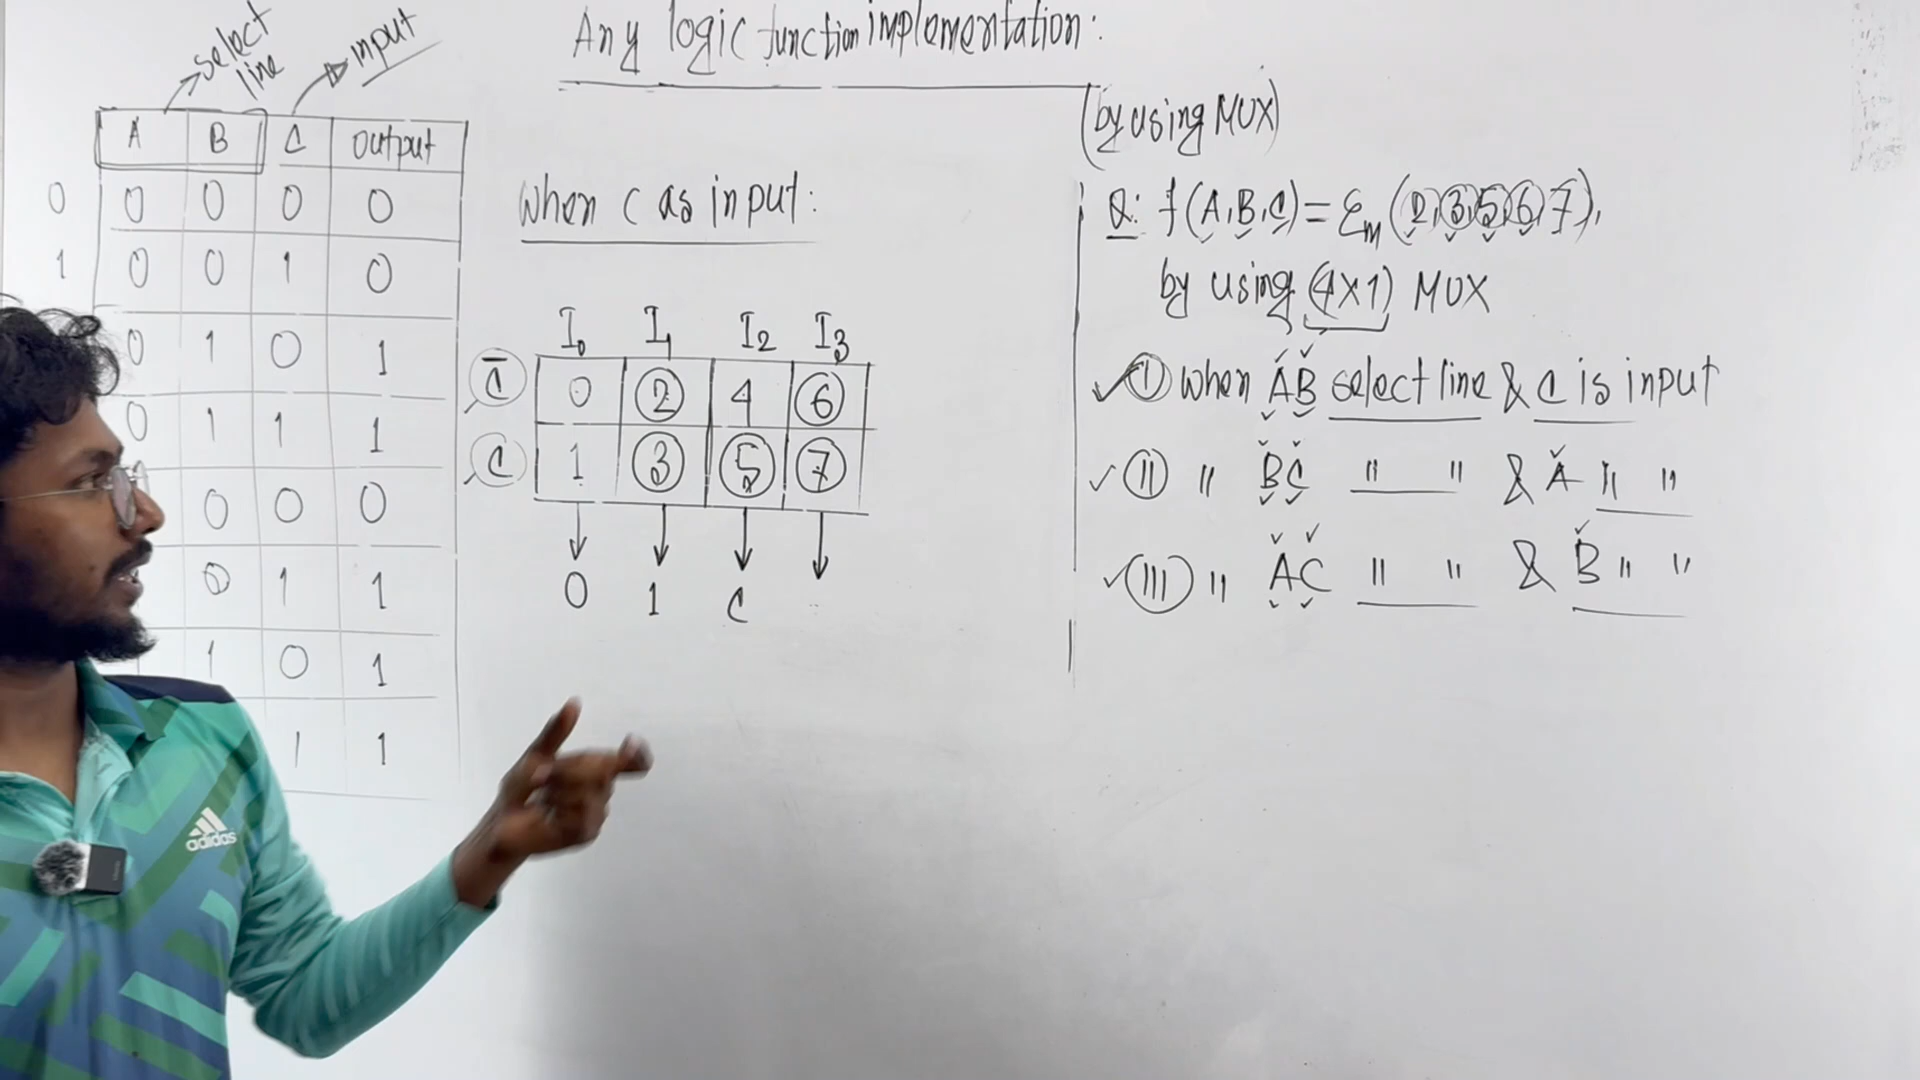 Any logic function implementation:
(by using MUX)
select line
input
A B C output
0 0 0 0 0
1 0 0 1 0
0 1 0 1
0 1 1 1
0 0 0
0 1 1
1 0 1
1 1
When C as input:
I0 I1 I2 I3
C̅ 0 2 4 6
C 1 3 5 7
0 1 C
Q: f(A,B,C) = Σm (2,3,5,6,7),
by using (4x1) MUX
I when AB select line & C is input
II " BC " " & A " "
III " AC " " & B " "
adidas